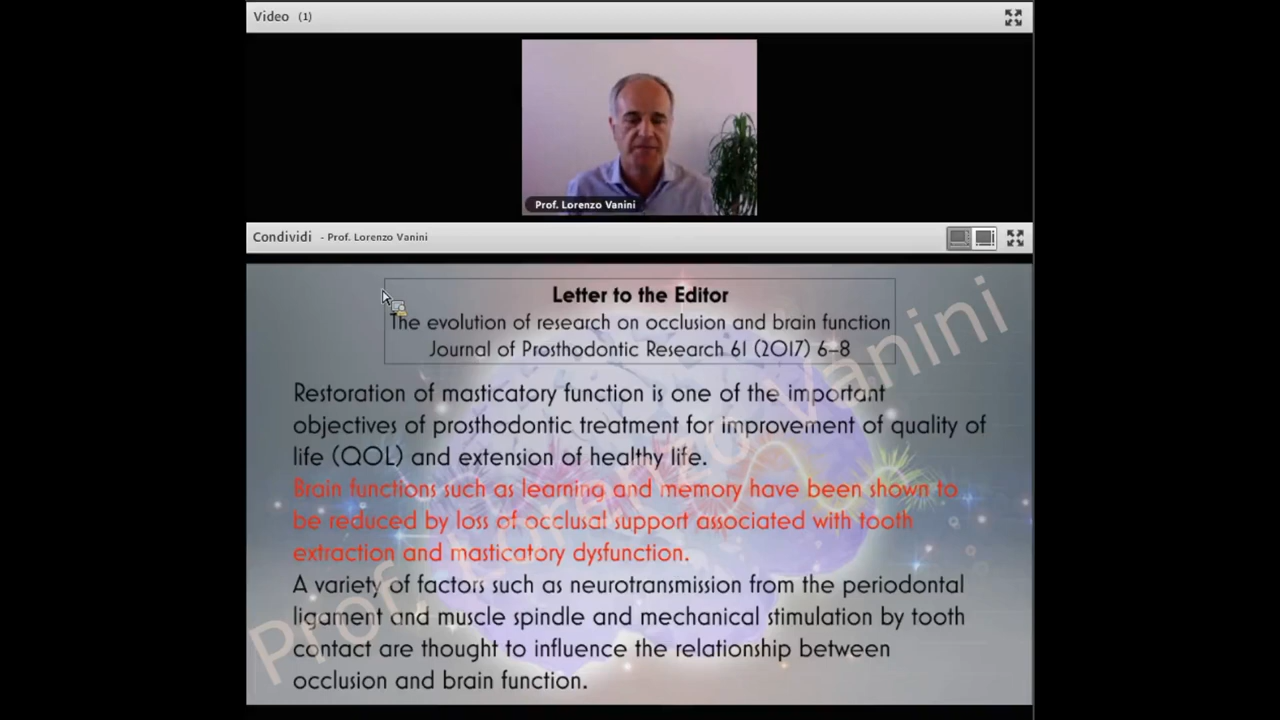 Video (1)
Prof. Lorenzo Vanini
Condividi - Prof. Lorenzo Vanini
Letter to the Editor
The evolution of research on occlusion and brain function
Journal of Prosthodontic Research 61 (2017) 6–8
Restoration of masticatory function is one of the important
objectives of prosthodontic treatment for improvement of quality of
life (QOL) and extension of healthy life.
Brain functions such as learning and memory have been shown to
be reduced by loss of occlusal support associated with tooth
extraction and masticatory dysfunction.
A variety of factors such as neurotransmission from the periodontal
ligament and muscle spindle and mechanical stimulation by tooth
contact are thought to influence the relationship between
occlusion and brain function.
Prof. Lorenzo Vanini